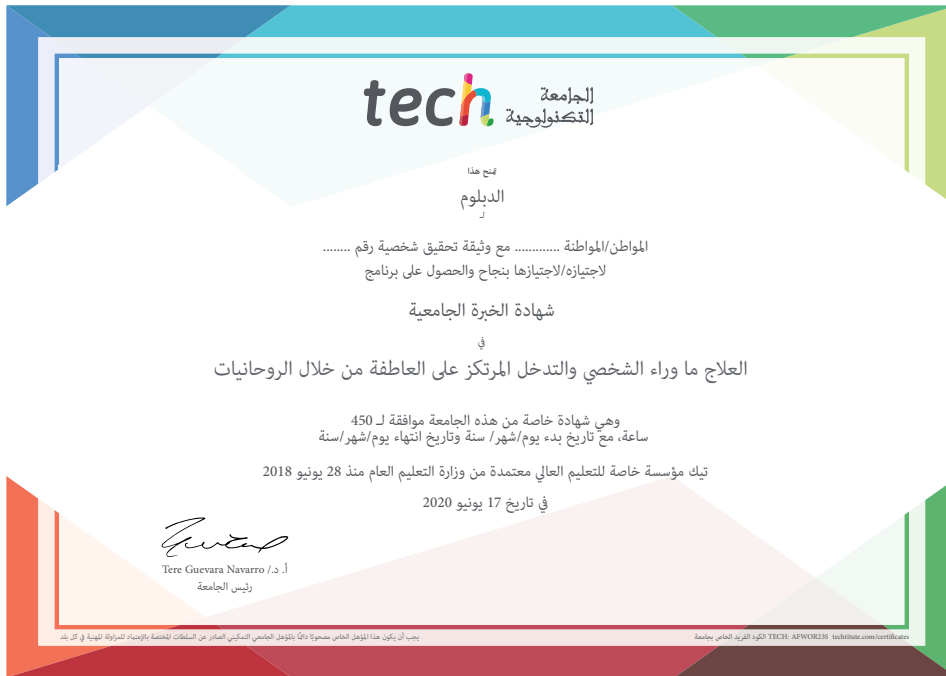 tech الجامعة
التكنولوجية
يمنح هذا
الدبلوم
لـ
المواطن/المواطنة ............. مع وثيقة تحقيق شخصية رقم ........
لاجتيازه/لاجتيازها بنجاح والحصول على برنامج
شهادة الخبرة الجامعية
في
العلاج ما وراء الشخصي والتدخل المرتكز على العاطفة من خلال الروحانيات
وهي شهادة خاصة من هذه الجامعة موافقة لـ 450
ساعة، مع تاريخ بدء يوم/شهر/ سنة وتاريخ انتهاء يوم/شهر/سنة
تيك مؤسسة خاصة للتعليم العالي معتمدة من وزارة التعليم العام منذ 28 يونيو 2018
في تاريخ 17 يونيو 2020
أ. د./ Tere Guevara Navarro
رئيس الجامعة
يجب أن يكون هذا المؤهل الخاص مصحوبًا دائمًا بالمؤهل الجامعي التمكيني الصادر عن السلطات المختصة بالإعتماد للمزاولة المهنية في كل بلد
الكود الفريد الخاص بجامعة TECH: AFWOR23S techtitute.com/certificates